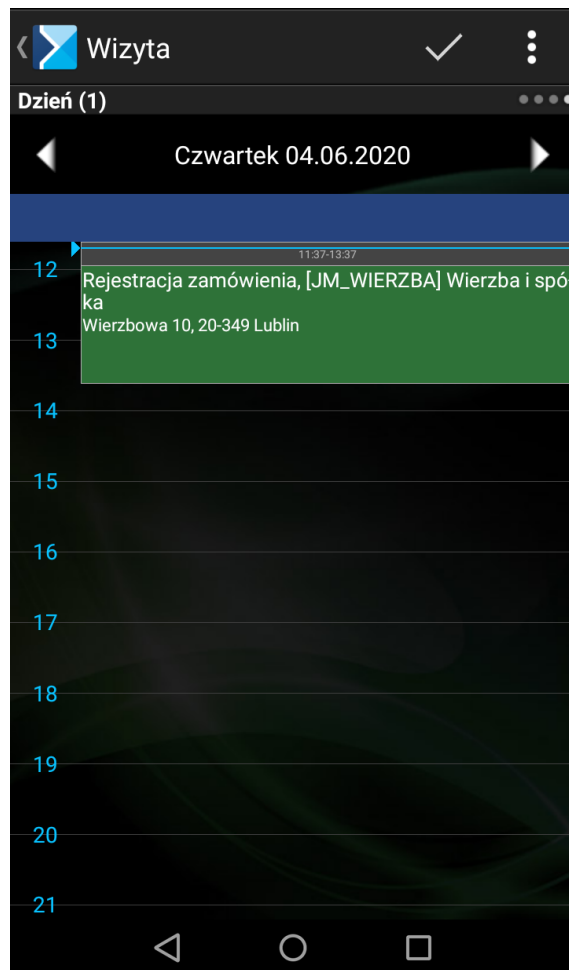 Wizyta
Dzień (1)
Czwartek 04.06.2020
11:37-13:37
12
Rejestracja zamówienia, [JM_WIERZBA] Wierzba i spó
ka
Wierzbowa 10, 20-349 Lublin
13
14
15
16
17
18
19
20
21